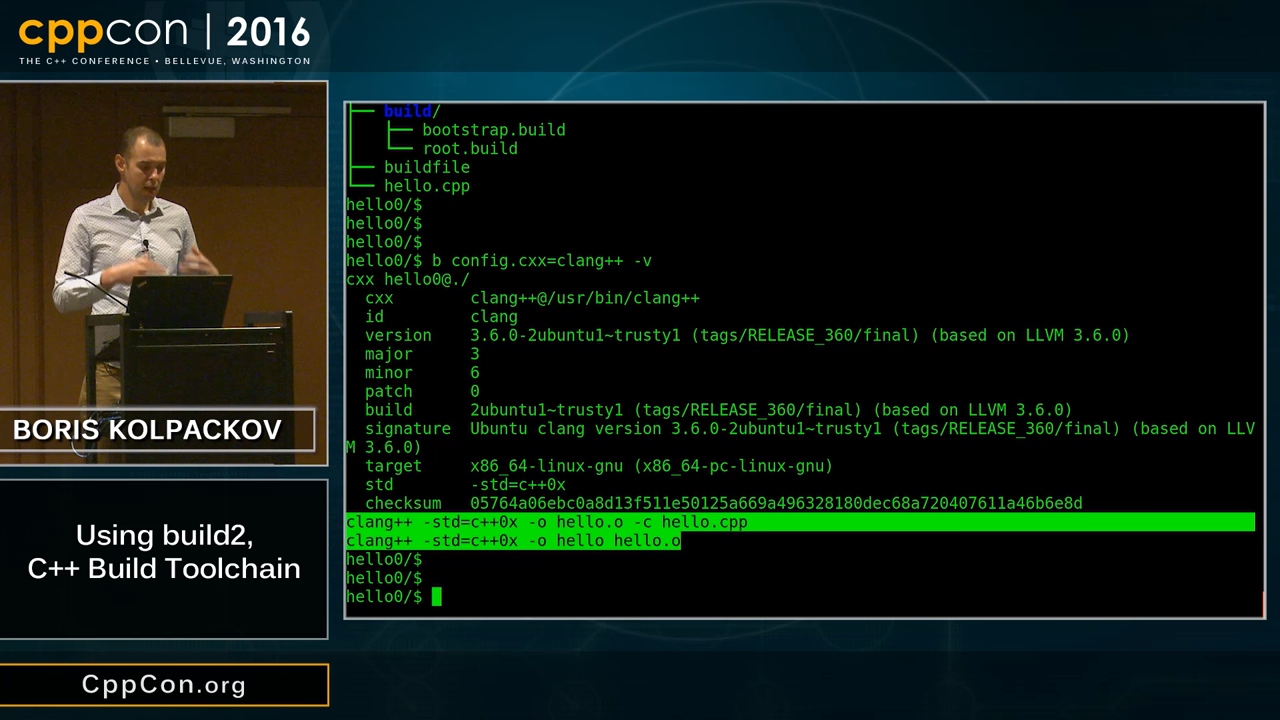 cppcon | 2016
THE C++ CONFERENCE • BELLEVUE, WASHINGTON
├── build/
│   ├── bootstrap.build
│   └── root.build
├── buildfile
└── hello.cpp
hello0/$
hello0/$
hello0/$
hello0/$ b config.cxx=clang++ -v
cxx hello0@./
  cxx        clang++@/usr/bin/clang++
  id         clang
  version    3.6.0-2ubuntu1~trusty1 (tags/RELEASE_360/final) (based on LLVM 3.6.0)
  major      3
  minor      6
  patch      0
  build      2ubuntu1~trusty1 (tags/RELEASE_360/final) (based on LLVM 3.6.0)
  signature  Ubuntu clang version 3.6.0-2ubuntu1~trusty1 (tags/RELEASE_360/final) (based on LLV
M 3.6.0)
  target     x86_64-linux-gnu (x86_64-pc-linux-gnu)
  std        -std=c++0x
  checksum   05764a06ebc0a8d13f511e50125a669a496328180dec68a720407611a46b6e8d
clang++ -std=c++0x -o hello.o -c hello.cpp
clang++ -std=c++0x -o hello hello.o
hello0/$
hello0/$
hello0/$
BORIS KOLPACKOV
Using build2,
C++ Build Toolchain
CppCon.org